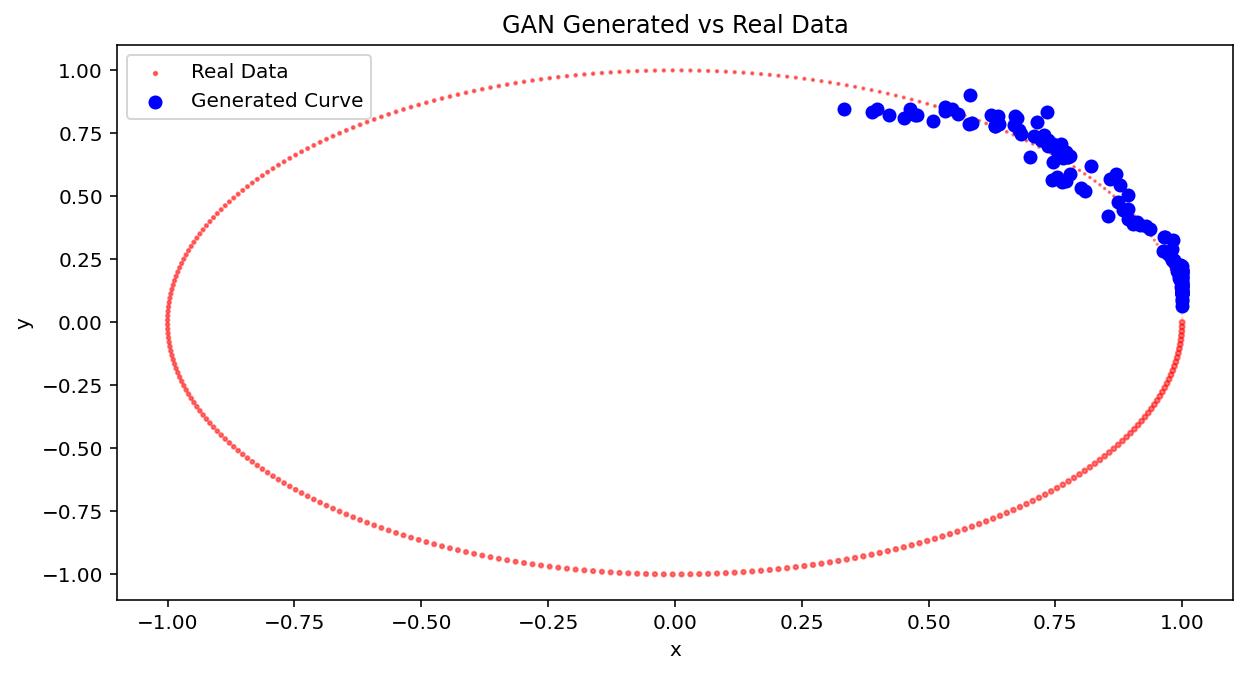 GAN Generated vs Real Data
Real Data
Generated Curve
1.00
0.75
0.50
0.25
0.00
−0.25
−0.50
−0.75
−1.00
y
−1.00 −0.75 −0.50 −0.25 0.00 0.25 0.50 0.75 1.00
x